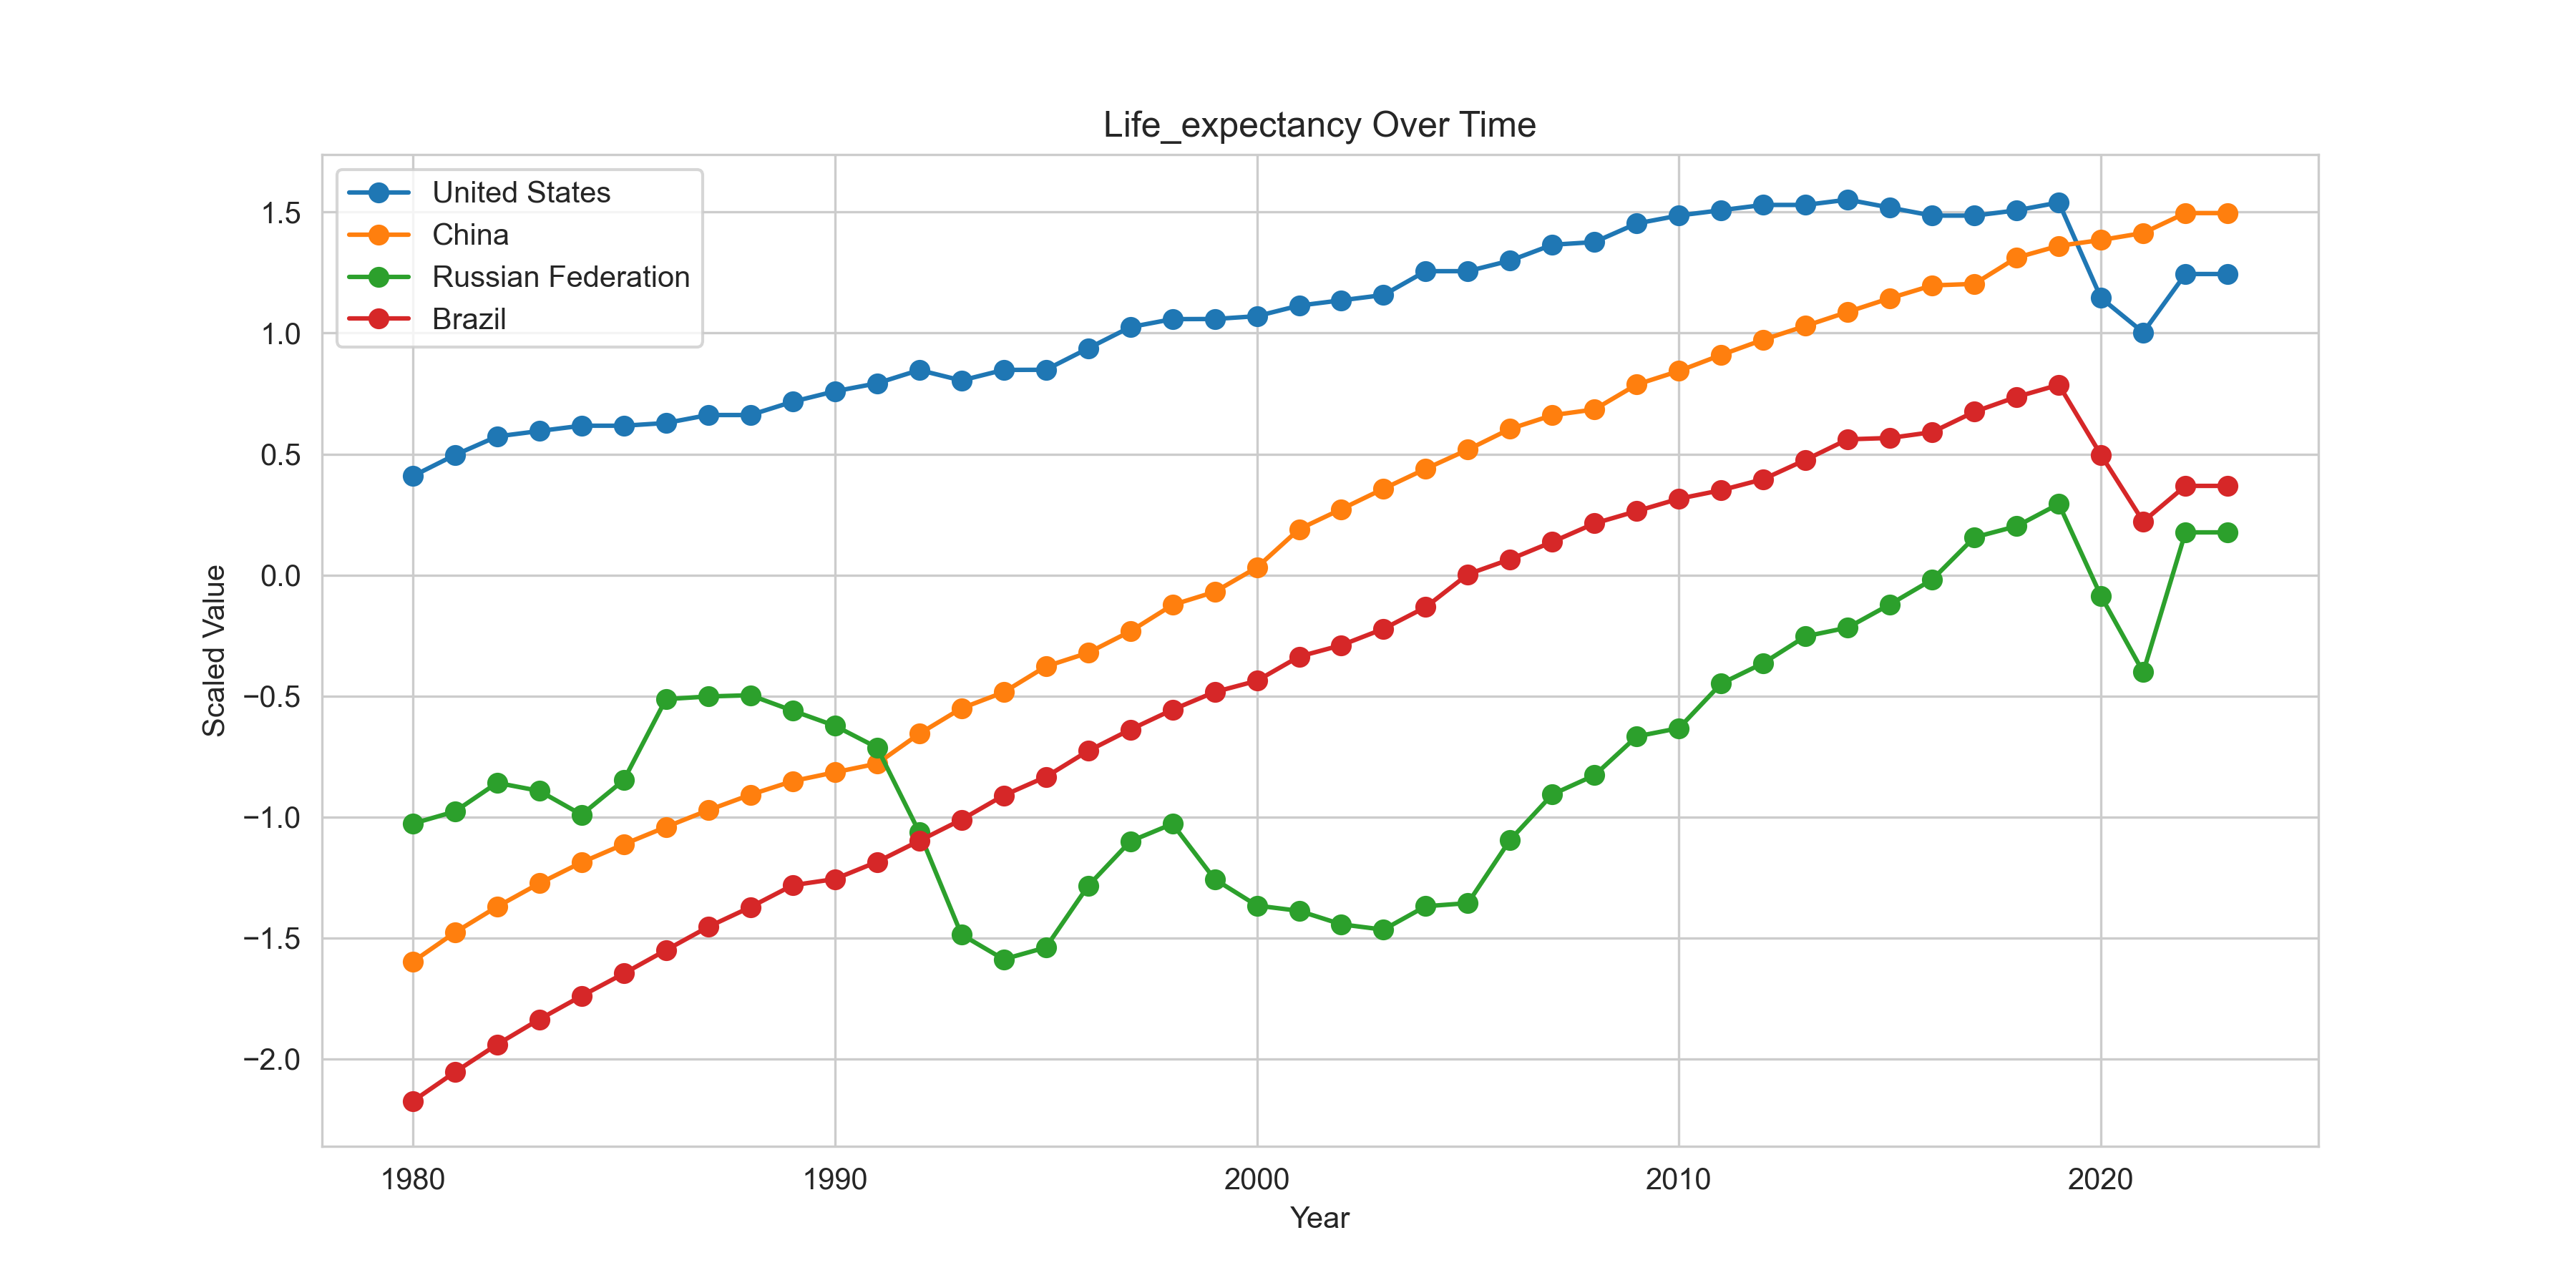 Life_expectancy Over Time
United States
China
Russian Federation
Brazil
1.5
1.0
0.5
0.0
−0.5
−1.0
−1.5
−2.0
Scaled Value
1980 1990 2000 2010 2020
Year